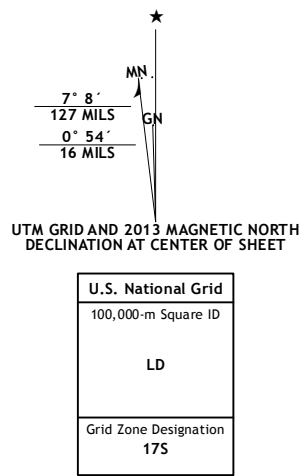 ★
MN
7° 8´
127 MILS
GN
0° 54´
16 MILS
UTM GRID AND 2013 MAGNETIC NORTH
DECLINATION AT CENTER OF SHEET
U.S. National Grid
100,000-m Square ID
LD
Grid Zone Designation
17S